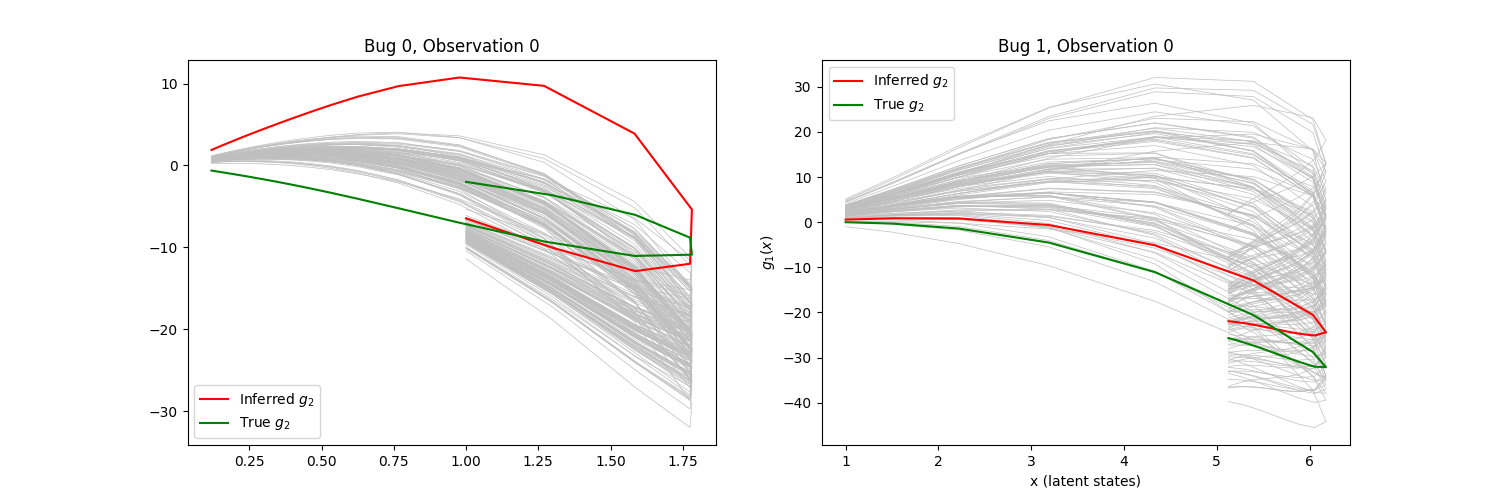 Bug 0, Observation 0
10
0
−10
−20
−30
0.25 0.50 0.75 1.00 1.25 1.50 1.75
Inferred g₂
True g₂
Bug 1, Observation 0
Inferred g₂
True g₂
30
20
10
0
−10
−20
−30
−40
g₁(x)
1 2 3 4 5 6
x (latent states)